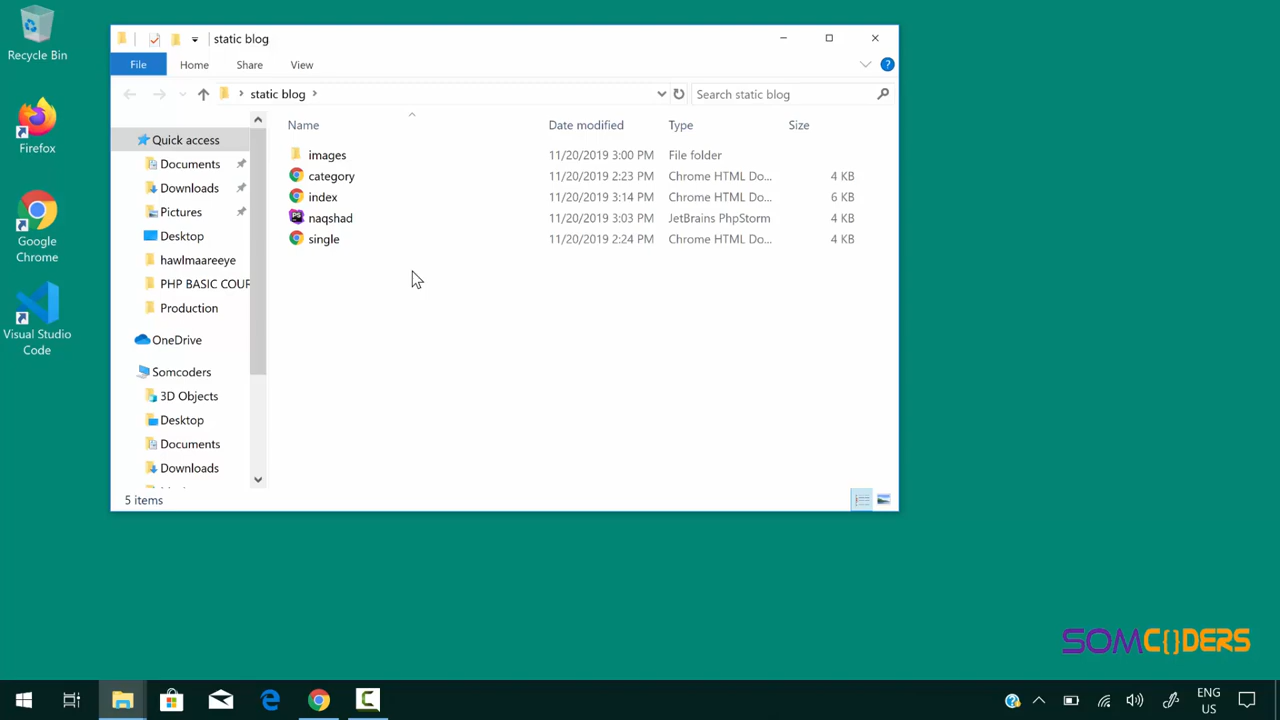 Recycle Bin
Firefox
Google
Chrome
Visual Studio
Code
static blog
File Home Share View
static blog
Search static blog
Name Date modified Type Size
images 11/20/2019 3:00 PM File folder
category 11/20/2019 2:23 PM Chrome HTML Do... 4 KB
index 11/20/2019 3:14 PM Chrome HTML Do... 6 KB
naqshad 11/20/2019 3:03 PM JetBrains PhpStorm 4 KB
single 11/20/2019 2:24 PM Chrome HTML Do... 4 KB
Quick access
Documents
Downloads
Pictures
Desktop
hawlmaareeye
PHP BASIC COUR
Production
OneDrive
Somcoders
3D Objects
Desktop
Documents
Downloads
5 items
SOMC{}DERS
ENG
US